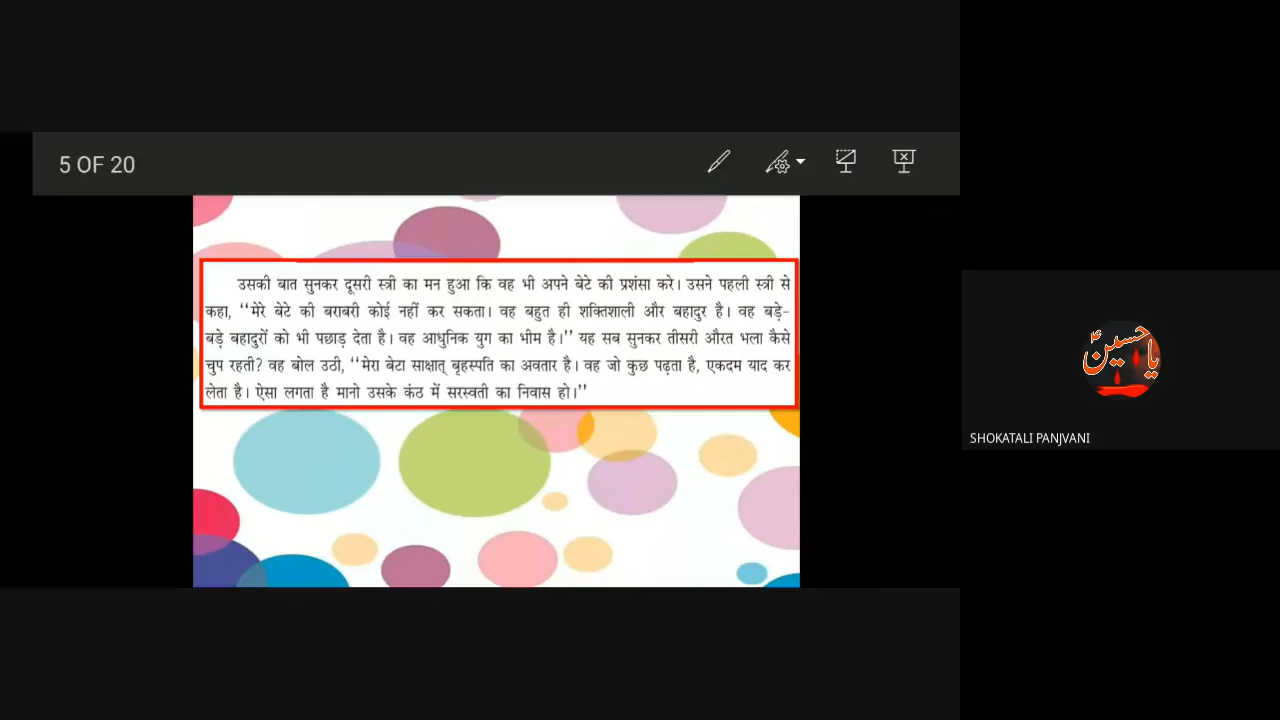 5 OF 20
उसकी बात सुनकर दूसरी स्त्री का मन हुआ कि वह भी अपने बेटे की प्रशंसा करे। उसने पहली स्त्री से
कहा, ‘‘मेरे बेटे की बराबरी कोई नहीं कर सकता। वह बहुत ही शक्तिशाली और बहादुर है। वह बड़े-
बड़े बहादुरों को भी पछाड़ देता है। वह आधुनिक युग का भीम है।’’ यह सब सुनकर तीसरी औरत भला कैसे
चुप रहती? वह बोल उठी, ‘‘मेरा बेटा साक्षात् बृहस्पति का अवतार है। वह जो कुछ पढ़ता है, एकदम याद कर
लेता है। ऐसा लगता है मानो उसके कंठ में सरस्वती का निवास हो।’’
یا حسینؑ
SHOKATALI PANJVANI